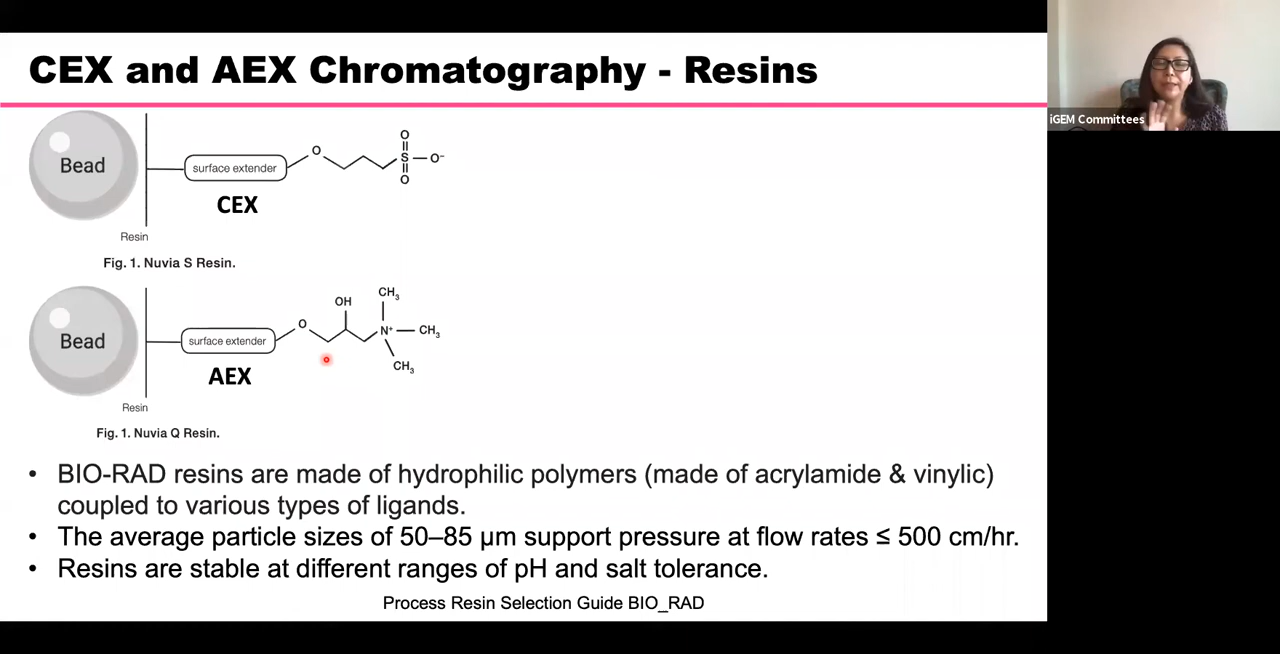 CEX and AEX Chromatography - Resins
iGEM Committees
Bead
surface extender
O
O
S
O⁻
O
CEX
Resin
Fig. 1. Nuvia S Resin.
Bead
surface extender
O
OH
CH₃
N⁺
CH₃
CH₃
AEX
Resin
Fig. 1. Nuvia Q Resin.
• BIO-RAD resins are made of hydrophilic polymers (made of acrylamide & vinylic)
coupled to various types of ligands.
• The average particle sizes of 50–85 μm support pressure at flow rates ≤ 500 cm/hr.
• Resins are stable at different ranges of pH and salt tolerance.
Process Resin Selection Guide BIO_RAD